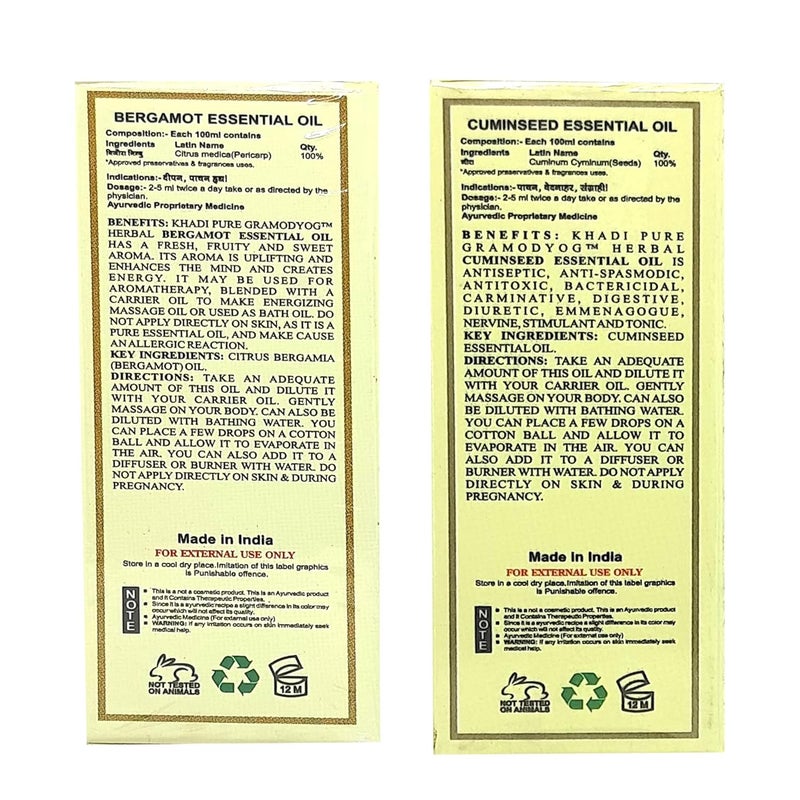 BERGAMOT ESSENTIAL OIL
Composition:- Each 100ml contains
Ingredients Latin Name Qty.
Citrus medica(Pericarp) 100%
*Approved preservatives & fragrances uses.
Indications:- दीपन, पाचन हृद्य।
Dosage:- 2-5 ml twice a day take or as directed by the
physician.
Ayurvedic Proprietary Medicine
BENEFITS: KHADI PURE GRAMODYOG™
HERBAL BERGAMOT ESSENTIAL OIL
HAS A FRESH, FRUITY AND SWEET
AROMA. ITS AROMA IS UPLIFTING AND
ENHANCES THE MIND AND CREATES
ENERGY. IT MAY BE USED FOR
AROMATHERAPY, BLENDED WITH A
CARRIER OIL TO MAKE ENERGIZING
MASSAGE OIL OR USED AS BATH OIL. DO
NOT APPLY DIRECTLY ON SKIN, AS IT IS A
PURE ESSENTIAL OIL, AND MAKE CAUSE
AN ALLERGIC REACTION.
KEY INGREDIENTS: CITRUS BERGAMIA
(BERGAMOT) OIL.
DIRECTIONS: TAKE AN ADEQUATE
AMOUNT OF THIS OIL AND DILUTE IT
WITH YOUR CARRIER OIL. GENTLY
MASSAGE ON YOUR BODY. CAN ALSO BE
DILUTED WITH BATHING WATER. YOU
CAN PLACE A FEW DROPS ON A COTTON
BALL AND ALLOW IT TO EVAPORATE IN
THE AIR. YOU CAN ALSO ADD IT TO A
DIFFUSER OR BURNER WITH WATER. DO
NOT APPLY DIRECTLY ON SKIN & DURING
PREGNANCY.
Made in India
FOR EXTERNAL USE ONLY
Store in a cool dry place.Imitation of this label graphics
is Punishable offence.
NOTE
This is a not a cosmetic product. This is an Ayurvedic product
and it Contains Therapeutic Properties.
Since it is a ayurvedic recipe a slight difference in its color may
occur which will not affect its quality.
Ayurvedic Medicine (For external use only)
WARNING: If any irritation occurs on skin immediately seek
medical help.
NOT TESTED
ON ANIMALS
12 M
CUMINSEED ESSENTIAL OIL
Composition:- Each 100ml contains
Ingredients Latin Name Qty.
जीरा Cuminum Cyminum(Seeds) 100%
*Approved preservatives & fragrances uses.
Indications:- पाचन, वेदनाहर, संग्राही।
Dosage:- 2-5 ml twice a day take or as directed by the
physician.
Ayurvedic Proprietary Medicine
BENEFITS: KHADI PURE
GRAMODYOG™ HERBAL
CUMINSEED ESSENTIAL OIL IS
ANTISEPTIC, ANTI-SPASMODIC,
ANTITOXIC, BACTERICIDAL,
CARMINATIVE, DIGESTIVE,
DIURETIC, EMMENAGOGUE,
NERVINE, STIMULANT AND TONIC.
KEY INGREDIENTS: CUMINSEED
ESSENTIAL OIL.
DIRECTIONS: TAKE AN ADEQUATE
AMOUNT OF THIS OIL AND DILUTE IT
WITH YOUR CARRIER OIL. GENTLY
MASSAGE ON YOUR BODY. CAN ALSO
BE DILUTED WITH BATHING WATER.
YOU CAN PLACE A FEW DROPS ON A
COTTON BALL AND ALLOW IT TO
EVAPORATE IN THE AIR. YOU CAN
ALSO ADD IT TO A DIFFUSER OR
BURNER WITH WATER. DO NOT APPLY
DIRECTLY ON SKIN & DURING
PREGNANCY.
Made in India
FOR EXTERNAL USE ONLY
Store in a cool dry place.Imitation of this label graphics
is Punishable offence.
NOTE
This is a not a cosmetic product. This is an Ayurvedic product
and it Contains Therapeutic Properties.
Since it is a ayurvedic recipe a slight difference in its color may
occur which will not affect its quality.
Ayurvedic Medicine (For external use only)
WARNING: If any irritation occurs on skin immediately seek
medical help.
NOT TESTED
ON ANIMALS
12 M